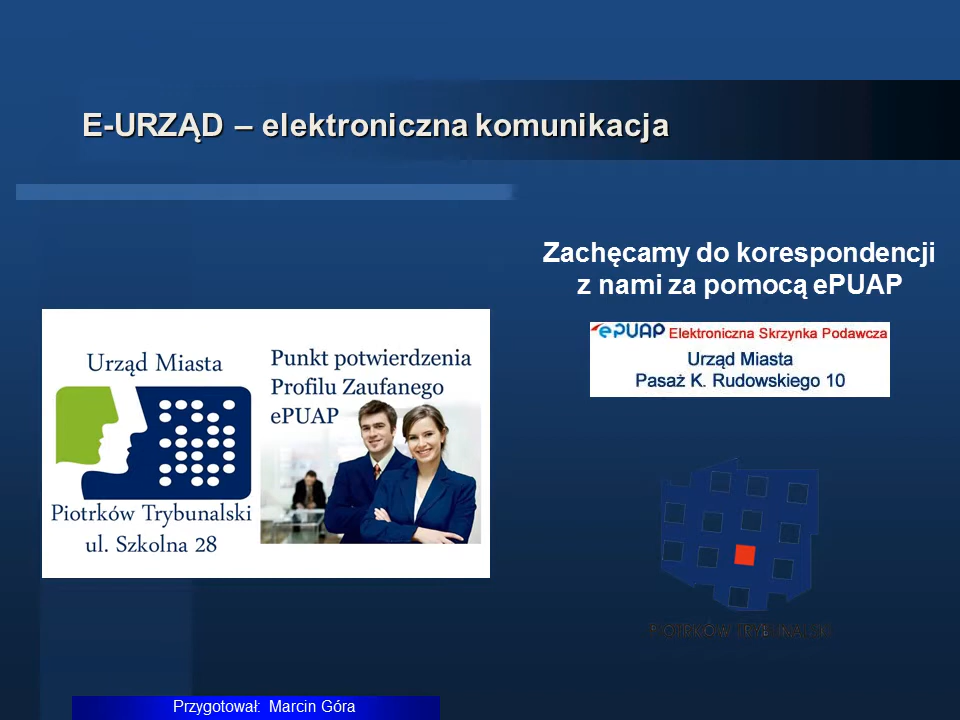 E-URZĄD – elektroniczna komunikacja
Zachęcamy do korespondencji
z nami za pomocą ePUAP
ePUAP Elektroniczna Skrzynka Podawcza
Urząd Miasta
Pasaż K. Rudowskiego 10
Urząd Miasta
Piotrków Trybunalski
ul. Szkolna 28
Punkt potwierdzenia
Profilu Zaufanego
ePUAP
PIOTRKÓW TRYBUNALSKI
Przygotował: Marcin Góra